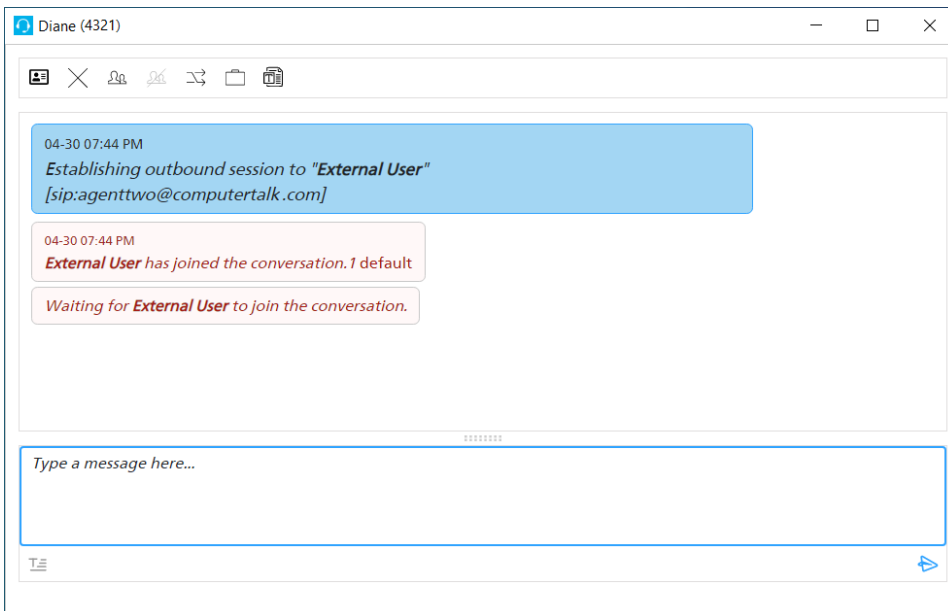 Diane (4321)
04-30 07:44 PM
Establishing outbound session to "External User"
[sip:agenttwo@computertalk.com]
04-30 07:44 PM
External User has joined the conversation.1 default
Waiting for External User to join the conversation.
Type a message here...